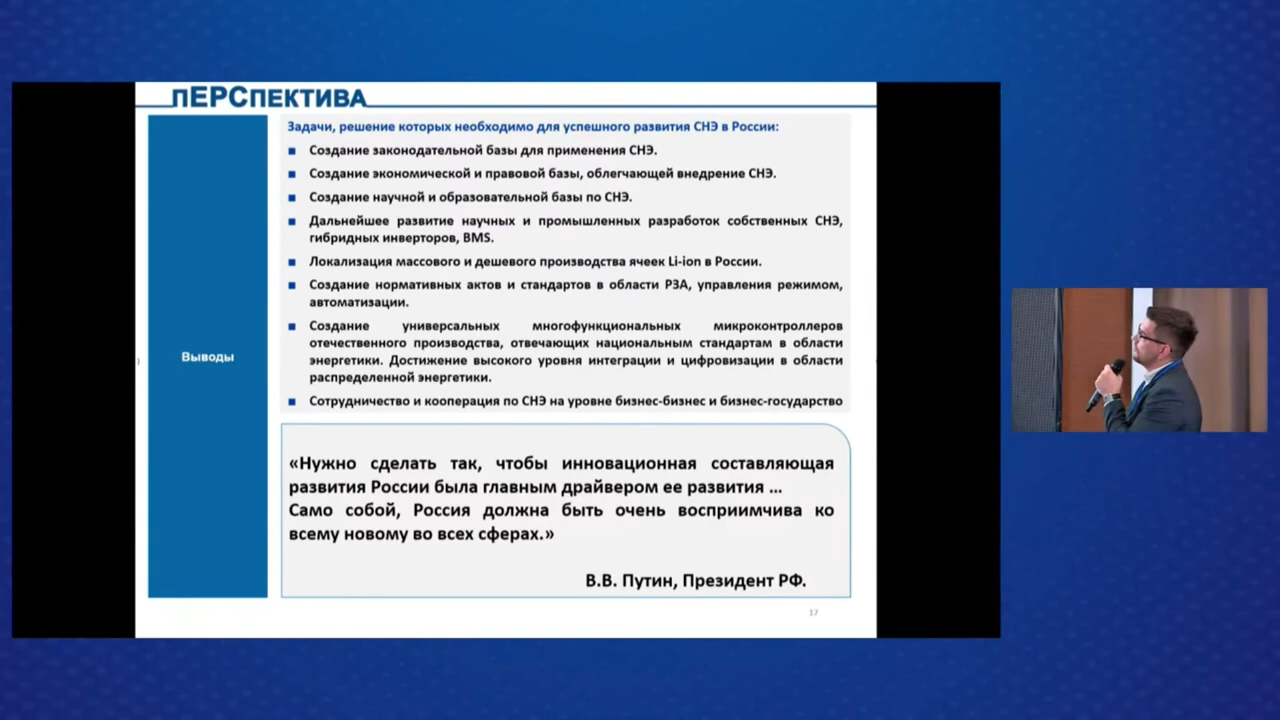 ПЕРСПЕКТИВА
Задачи, решение которых необходимо для успешного развития СНЭ в России:
Создание законодательной базы для применения СНЭ.
Создание экономической и правовой базы, облегчающей внедрение СНЭ.
Создание научной и образовательной базы по СНЭ.
Дальнейшее развитие научных и промышленных разработок собственных СНЭ,
гибридных инверторов, BMS.
Локализация массового и дешевого производства ячеек Li-ion в России.
Создание нормативных актов и стандартов в области РЗА, управления режимом,
автоматизации.
Создание универсальных многофункциональных микроконтроллеров
отечественного производства, отвечающих национальным стандартам в области
энергетики. Достижение высокого уровня интеграции и цифровизации в области
распределенной энергетики.
Сотрудничество и кооперация по СНЭ на уровне бизнес-бизнес и бизнес-государство
Выводы
«Нужно сделать так, чтобы инновационная составляющая
развития России была главным драйвером ее развития ...
Само собой, Россия должна быть очень восприимчива ко
всему новому во всех сферах.»
В.В. Путин, Президент РФ.
17